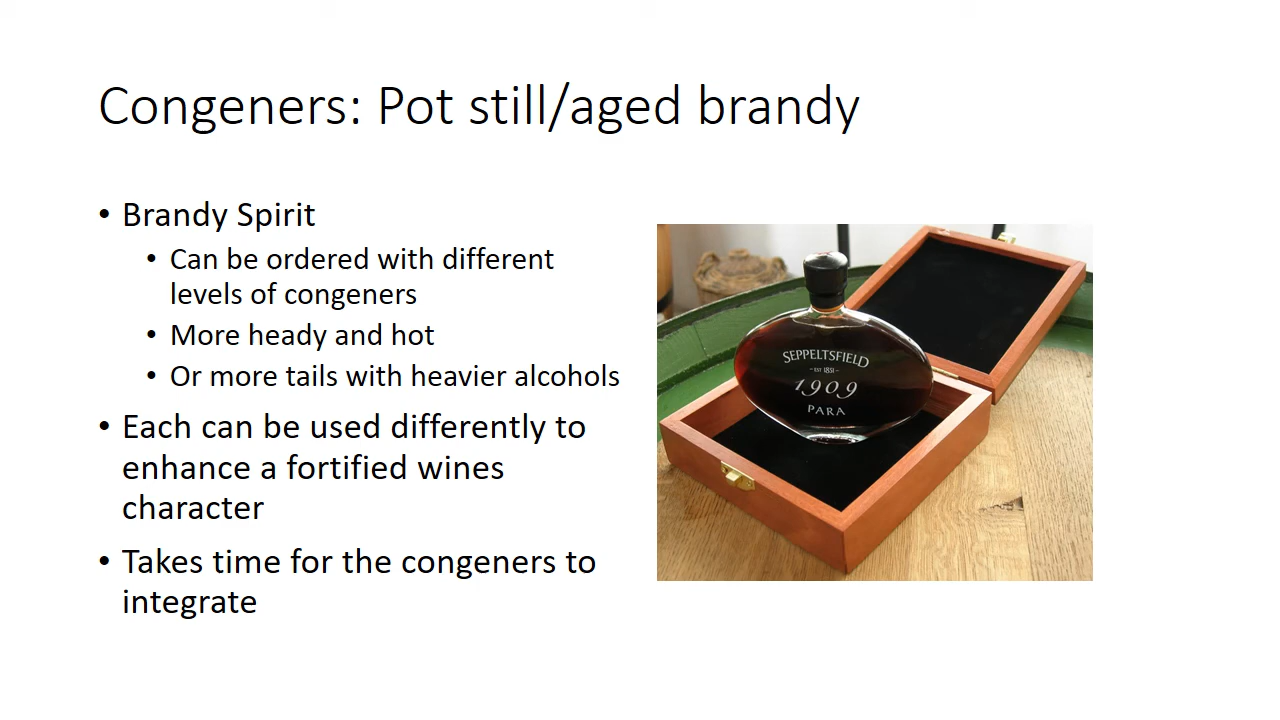 Congeners: Pot still/aged brandy
• Brandy Spirit
• Can be ordered with different
levels of congeners
• More heady and hot
• Or more tails with heavier alcohols
• Each can be used differently to
enhance a fortified wines
character
• Takes time for the congeners to
integrate
SEPPELTSFIELD
- EST 1851 -
1909
PARA